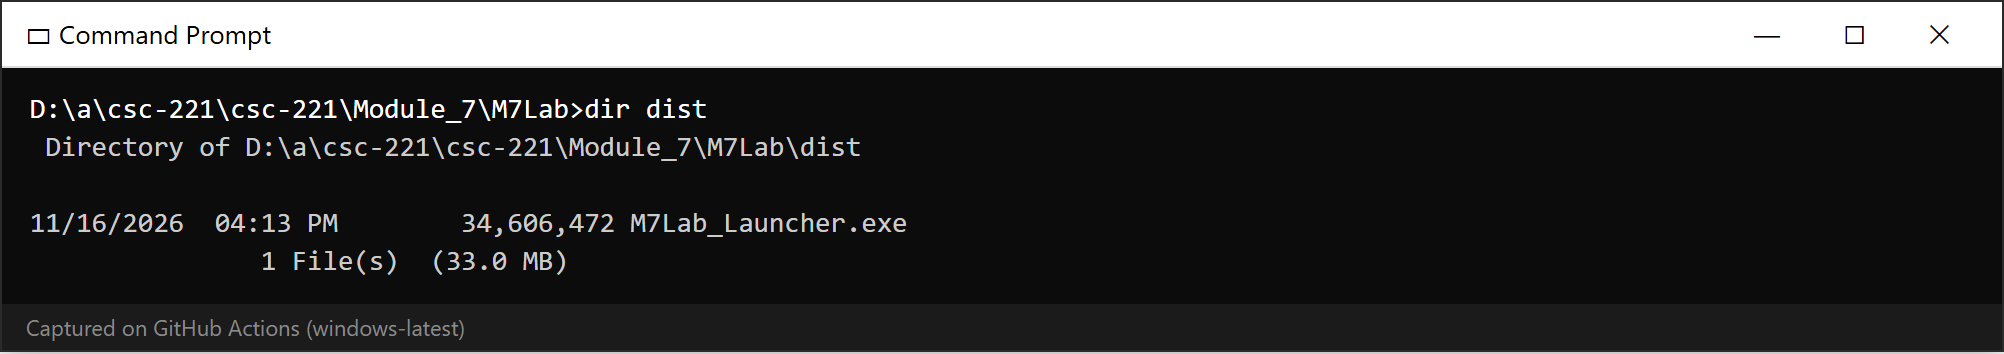 Command Prompt
D:\a\csc-221\csc-221\Module_7\M7Lab>dir dist
 Directory of D:\a\csc-221\csc-221\Module_7\M7Lab\dist
11/16/2026  04:13 PM        34,606,472 M7Lab_Launcher.exe
               1 File(s)  (33.0 MB)
Captured on GitHub Actions (windows-latest)